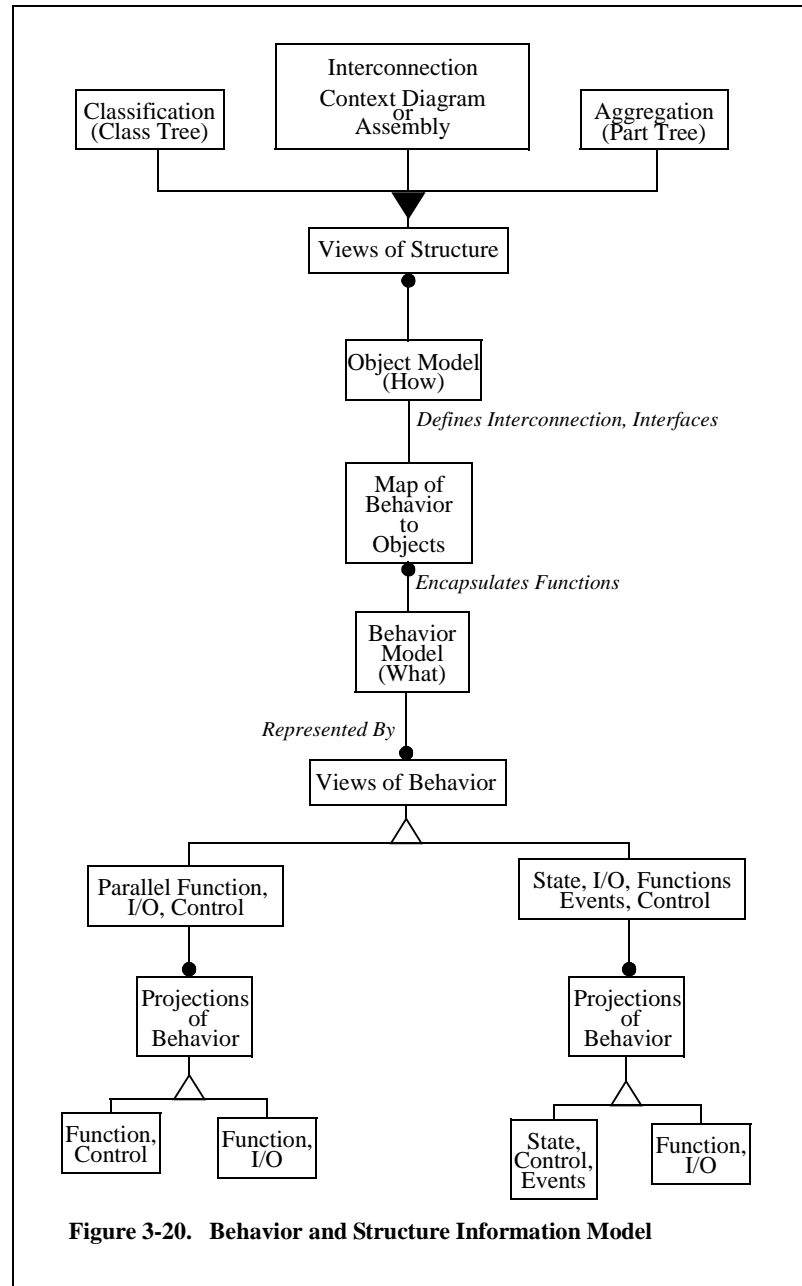 Interconnection
Context Diagram
or
Assembly
Classification
(Class Tree)
Aggregation
(Part Tree)
Views of Structure
Object Model
(How)
Defines Interconnection, Interfaces
Map of
Behavior
to
Objects
Encapsulates Functions
Behavior
Model
(What)
Represented By
Views of Behavior
Parallel Function,
I/O, Control
State, I/O, Functions
Events, Control
Projections
of
Behavior
Projections
of
Behavior
Function,
Control
Function,
I/O
State,
Control,
Events
Function,
I/O
Figure 3-20. Behavior and Structure Information Model